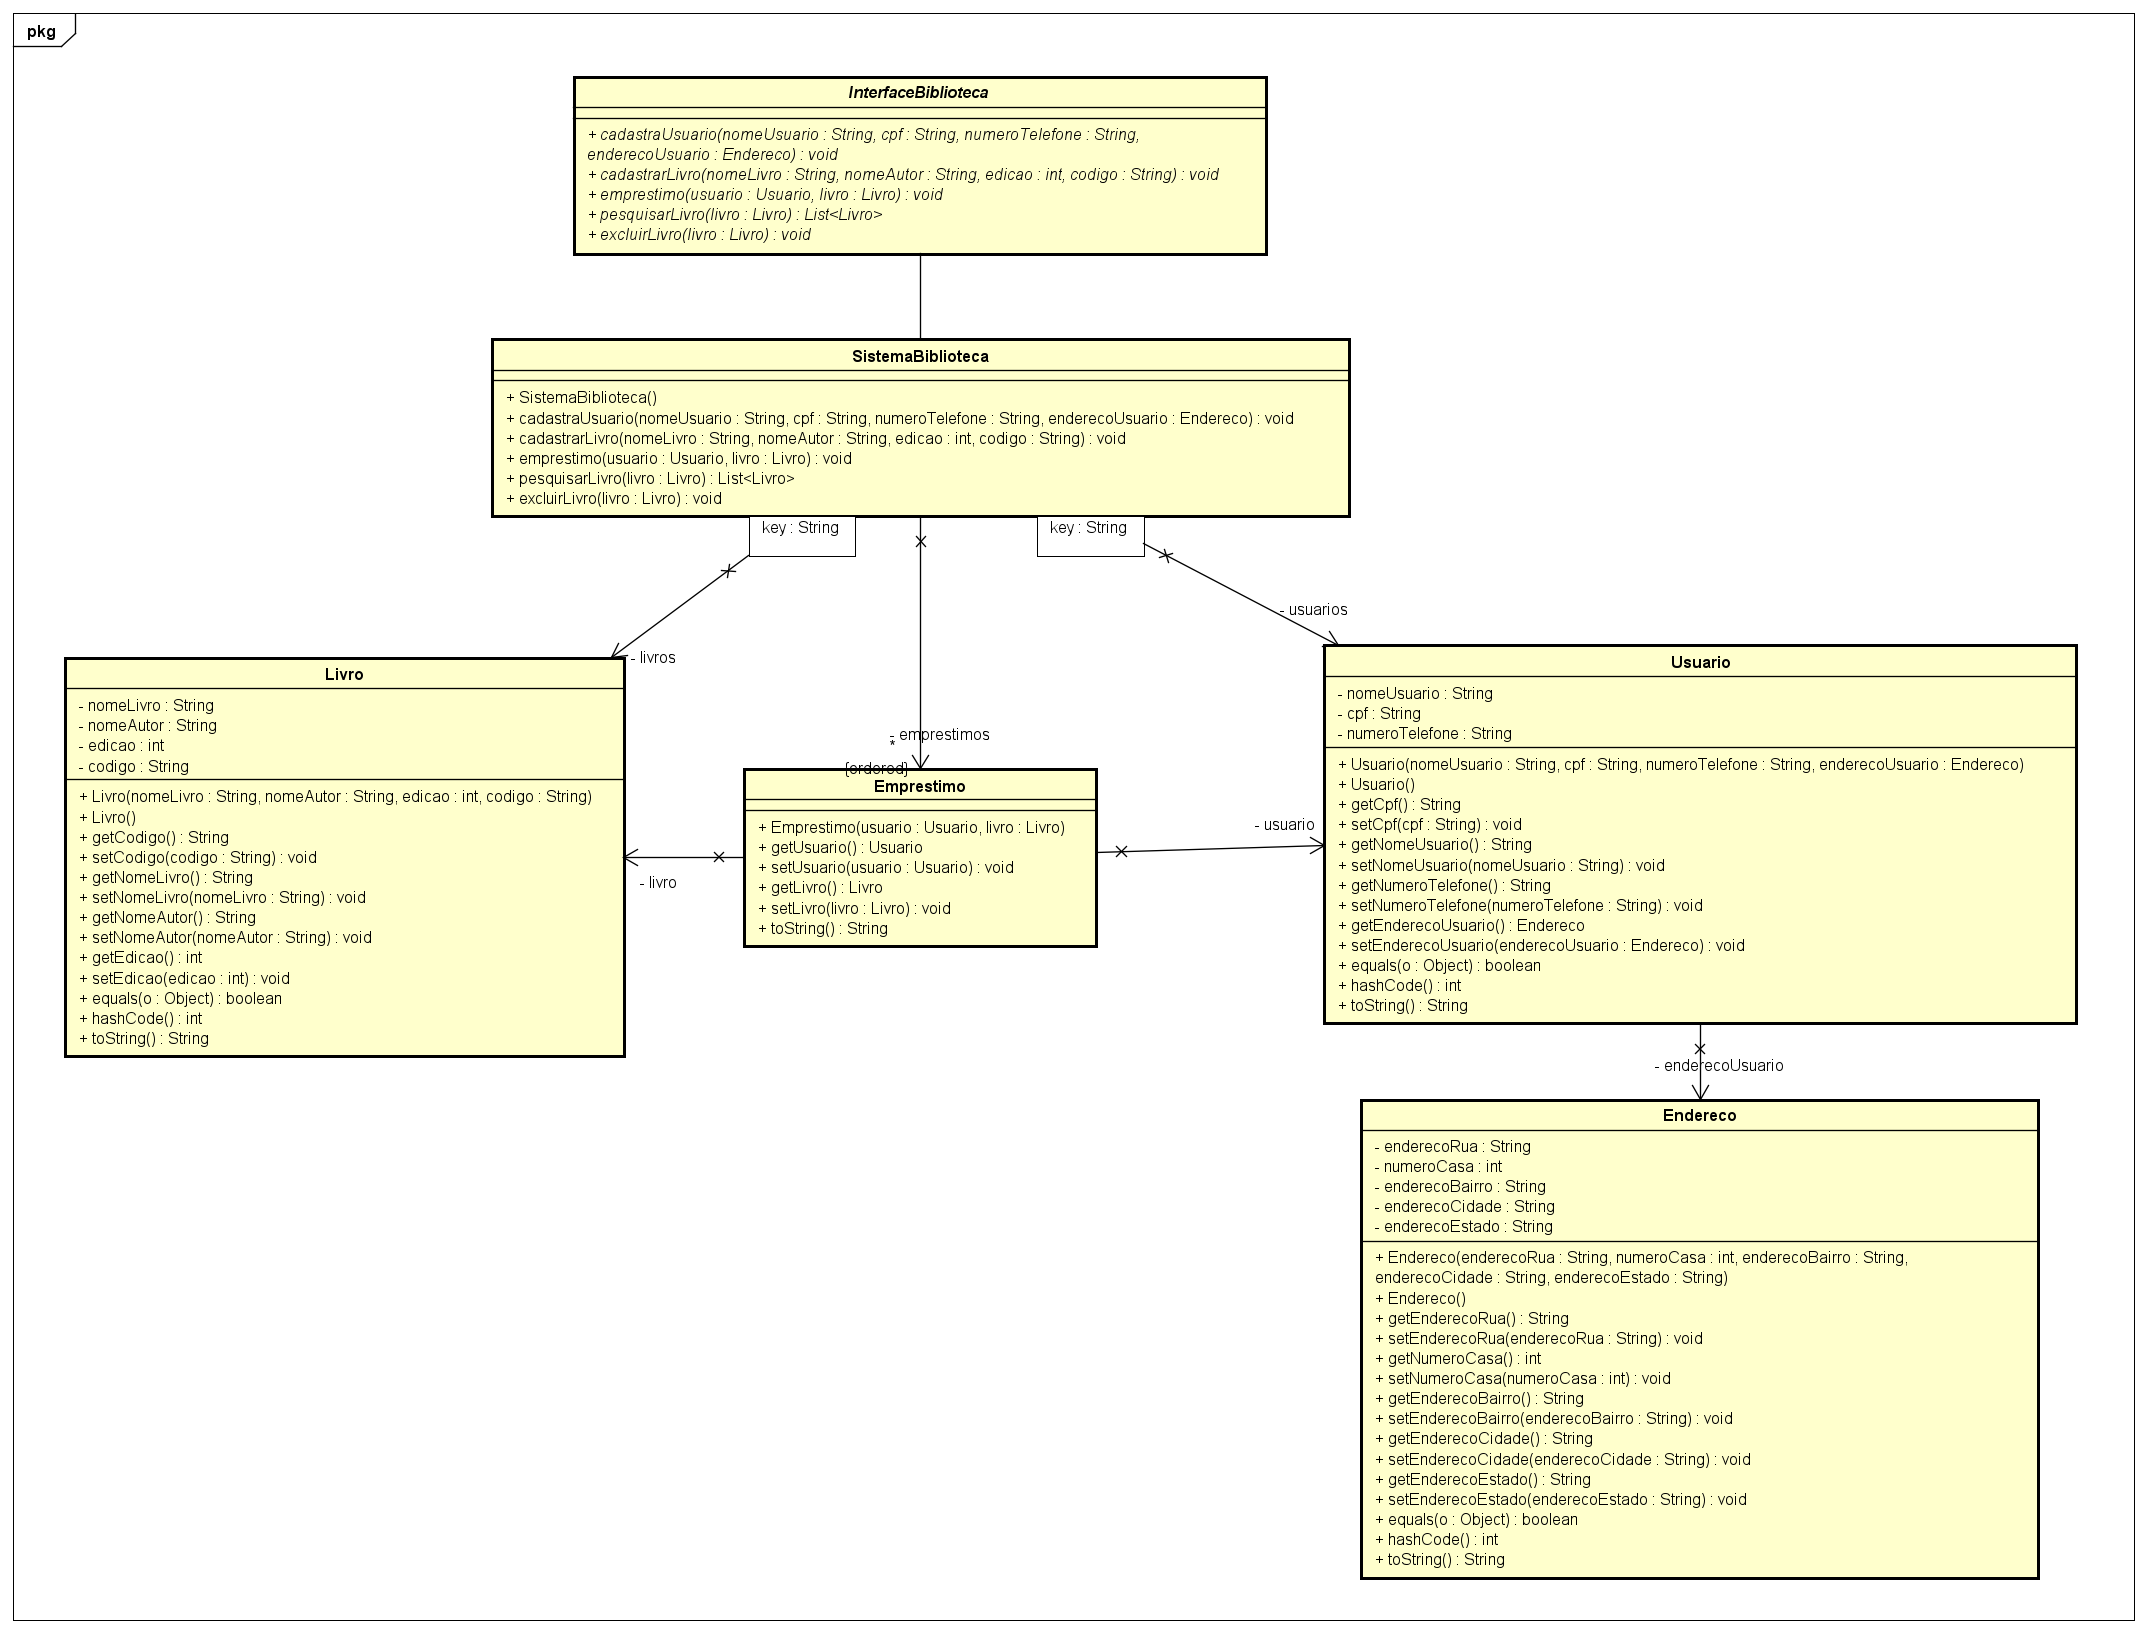 pkg
InterfaceBiblioteca
+ cadastraUsuario(nomeUsuario : String, cpf : String, numeroTelefone : String,
enderecoUsuario : Endereco) : void
+ cadastrarLivro(nomeLivro : String, nomeAutor : String, edicao : int, codigo : String) : void
+ emprestimo(usuario : Usuario, livro : Livro) : void
+ pesquisarLivro(livro : Livro) : List<Livro>
+ excluirLivro(livro : Livro) : void
SistemaBiblioteca
+ SistemaBiblioteca()
+ cadastraUsuario(nomeUsuario : String, cpf : String, numeroTelefone : String, enderecoUsuario : Endereco) : void
+ cadastrarLivro(nomeLivro : String, nomeAutor : String, edicao : int, codigo : String) : void
+ emprestimo(usuario : Usuario, livro : Livro) : void
+ pesquisarLivro(livro : Livro) : List<Livro>
+ excluirLivro(livro : Livro) : void
key : String
key : String
- usuarios
- livros
- emprestimos
*
{ordered}
Livro
- nomeLivro : String
- nomeAutor : String
- edicao : int
- codigo : String
+ Livro(nomeLivro : String, nomeAutor : String, edicao : int, codigo : String)
+ Livro()
+ getCodigo() : String
+ setCodigo(codigo : String) : void
+ getNomeLivro() : String
+ setNomeLivro(nomeLivro : String) : void
+ getNomeAutor() : String
+ setNomeAutor(nomeAutor : String) : void
+ getEdicao() : int
+ setEdicao(edicao : int) : void
+ equals(o : Object) : boolean
+ hashCode() : int
+ toString() : String
- livro
Emprestimo
+ Emprestimo(usuario : Usuario, livro : Livro)
+ getUsuario() : Usuario
+ setUsuario(usuario : Usuario) : void
+ getLivro() : Livro
+ setLivro(livro : Livro) : void
+ toString() : String
- usuario
Usuario
- nomeUsuario : String
- cpf : String
- numeroTelefone : String
+ Usuario(nomeUsuario : String, cpf : String, numeroTelefone : String, enderecoUsuario : Endereco)
+ Usuario()
+ getCpf() : String
+ setCpf(cpf : String) : void
+ getNomeUsuario() : String
+ setNomeUsuario(nomeUsuario : String) : void
+ getNumeroTelefone() : String
+ setNumeroTelefone(numeroTelefone : String) : void
+ getEnderecoUsuario() : Endereco
+ setEnderecoUsuario(enderecoUsuario : Endereco) : void
+ equals(o : Object) : boolean
+ hashCode() : int
+ toString() : String
- enderecoUsuario
Endereco
- enderecoRua : String
- numeroCasa : int
- enderecoBairro : String
- enderecoCidade : String
- enderecoEstado : String
+ Endereco(enderecoRua : String, numeroCasa : int, enderecoBairro : String,
enderecoCidade : String, enderecoEstado : String)
+ Endereco()
+ getEnderecoRua() : String
+ setEnderecoRua(enderecoRua : String) : void
+ getNumeroCasa() : int
+ setNumeroCasa(numeroCasa : int) : void
+ getEnderecoBairro() : String
+ setEnderecoBairro(enderecoBairro : String) : void
+ getEnderecoCidade() : String
+ setEnderecoCidade(enderecoCidade : String) : void
+ getEnderecoEstado() : String
+ setEnderecoEstado(enderecoEstado : String) : void
+ equals(o : Object) : boolean
+ hashCode() : int
+ toString() : String